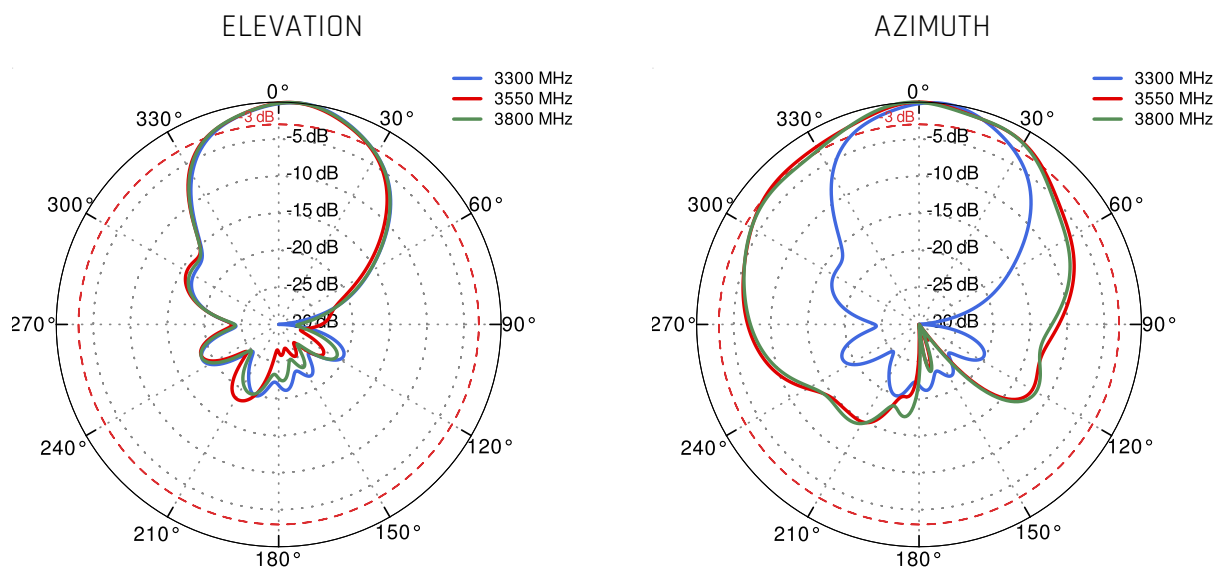 ELEVATION
3300 MHz
3550 MHz
3800 MHz
0°
330°
30°
-3 dB
-5 dB
-10 dB
300°
60°
-15 dB
-20 dB
-25 dB
270°
-30 dB
90°
240°
120°
210°
150°
180°
AZIMUTH
3300 MHz
3550 MHz
3800 MHz
0°
330°
30°
-3 dB
-5 dB
-10 dB
300°
60°
-15 dB
-20 dB
-25 dB
270°
-30 dB
90°
240°
120°
210°
150°
180°